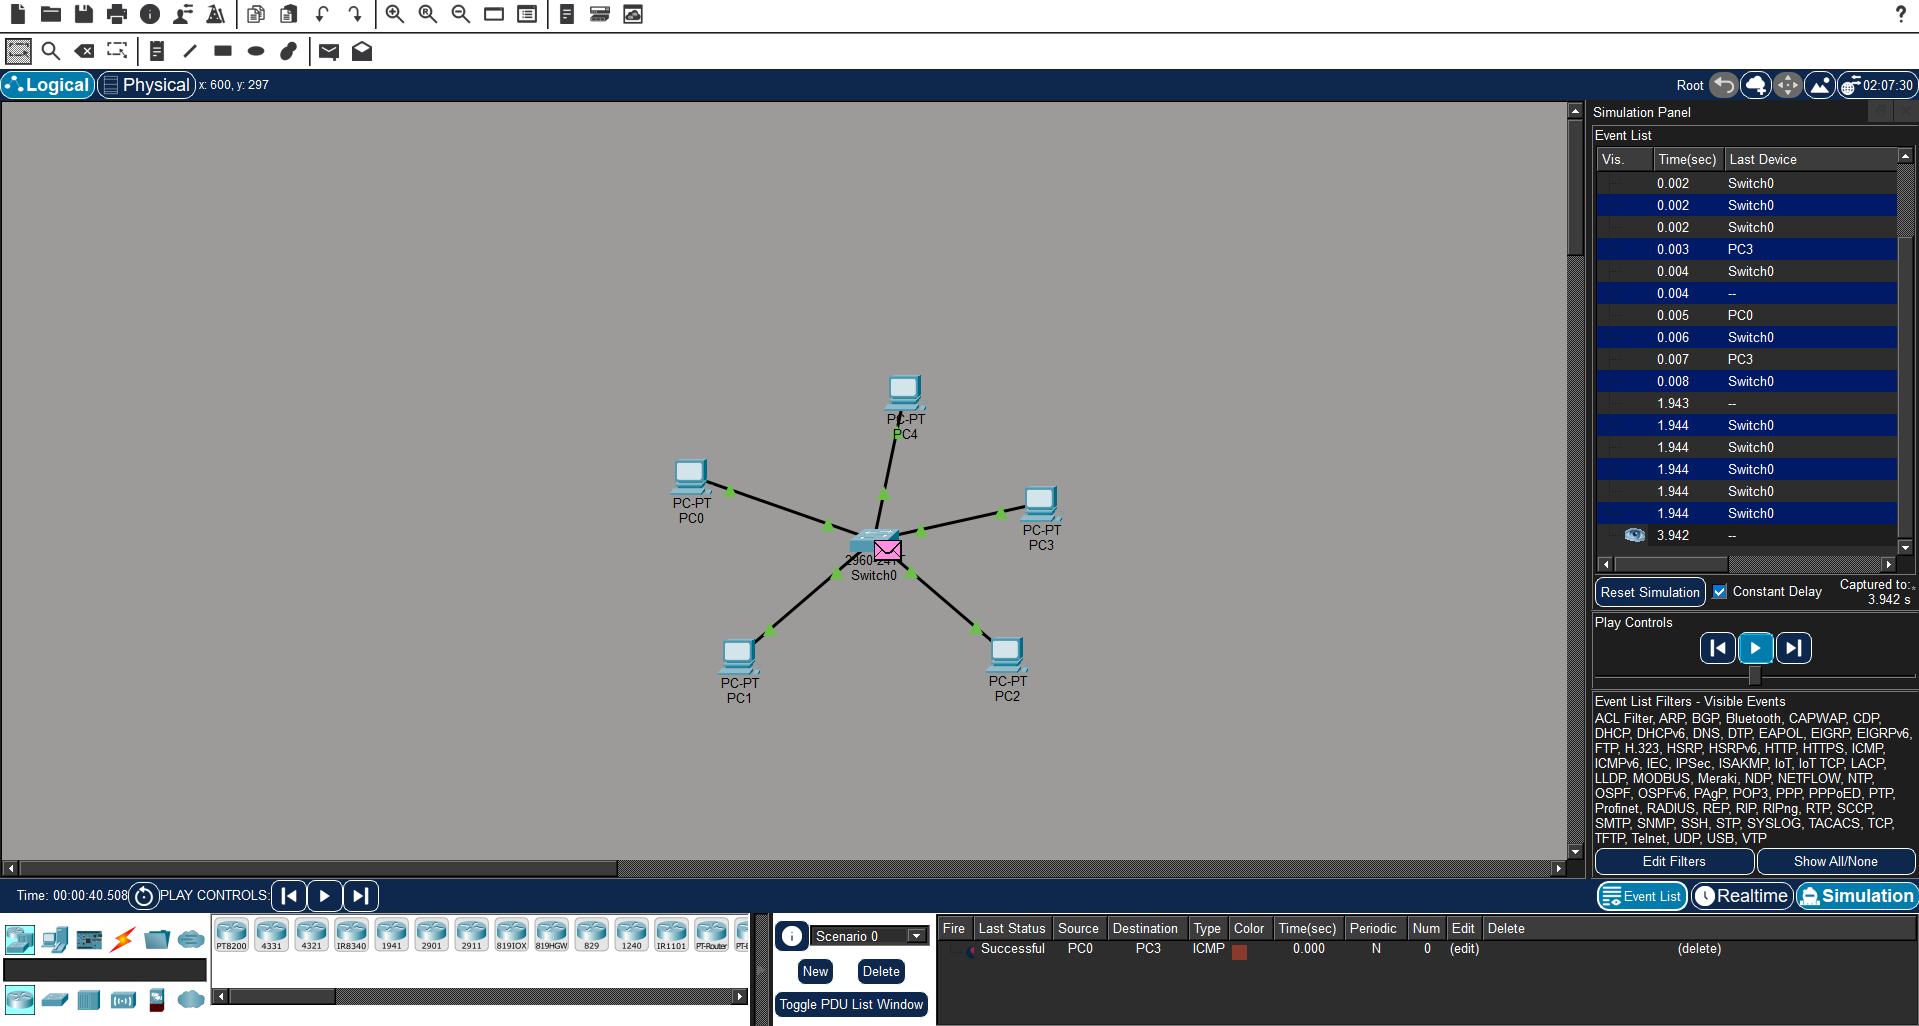 ?
Logical
Physical
x: 600, y: 297
Root
02:07:30
Simulation Panel
Event List
Vis. Time(sec) Last Device
0.002 Switch0
0.002 Switch0
0.002 Switch0
0.003 PC3
0.004 Switch0
0.004 --
0.005 PC0
0.006 Switch0
0.007 PC3
0.008 Switch0
1.943 --
1.944 Switch0
1.944 Switch0
1.944 Switch0
1.944 Switch0
1.944 Switch0
3.942 --
Reset Simulation
Constant Delay
Captured to:
3.942 s
Play Controls
Event List Filters - Visible Events
ACL Filter, ARP, BGP, Bluetooth, CAPWAP, CDP,
DHCP, DHCPv6, DNS, DTP, EAPOL, EIGRP, EIGRPv6,
FTP, H.323, HSRP, HSRPv6, HTTP, HTTPS, ICMP,
ICMPv6, IEC, IPSec, ISAKMP, IoT, IoT TCP, LACP,
LLDP, MODBUS, Meraki, NDP, NETFLOW, NTP,
OSPF, OSPFv6, PAgP, POP3, PPP, PPPoED, PTP,
Profinet, RADIUS, REP, RIP, RIPng, RTP, SCCP,
SMTP, SNMP, SSH, STP, SYSLOG, TACACS, TCP,
TFTP, Telnet, UDP, USB, VTP
Edit Filters
Show All/None
PC-PT
PC4
PC-PT
PC0
PC-PT
PC3
Switch0
PC-PT
PC1
PC-PT
PC2
Time: 00:00:40.508
PLAY CONTROLS:
Event List
Realtime
Simulation
PT8200
4331
4321
IR8340
1941
2901
2911
819IOX
819HGW
829
1240
IR1101
PT-Router
Scenario 0
New
Delete
Toggle PDU List Window
Fire Last Status Source Destination Type Color Time(sec) Periodic Num Edit Delete
Successful PC0 PC3 ICMP 0.000 N 0 (edit) (delete)